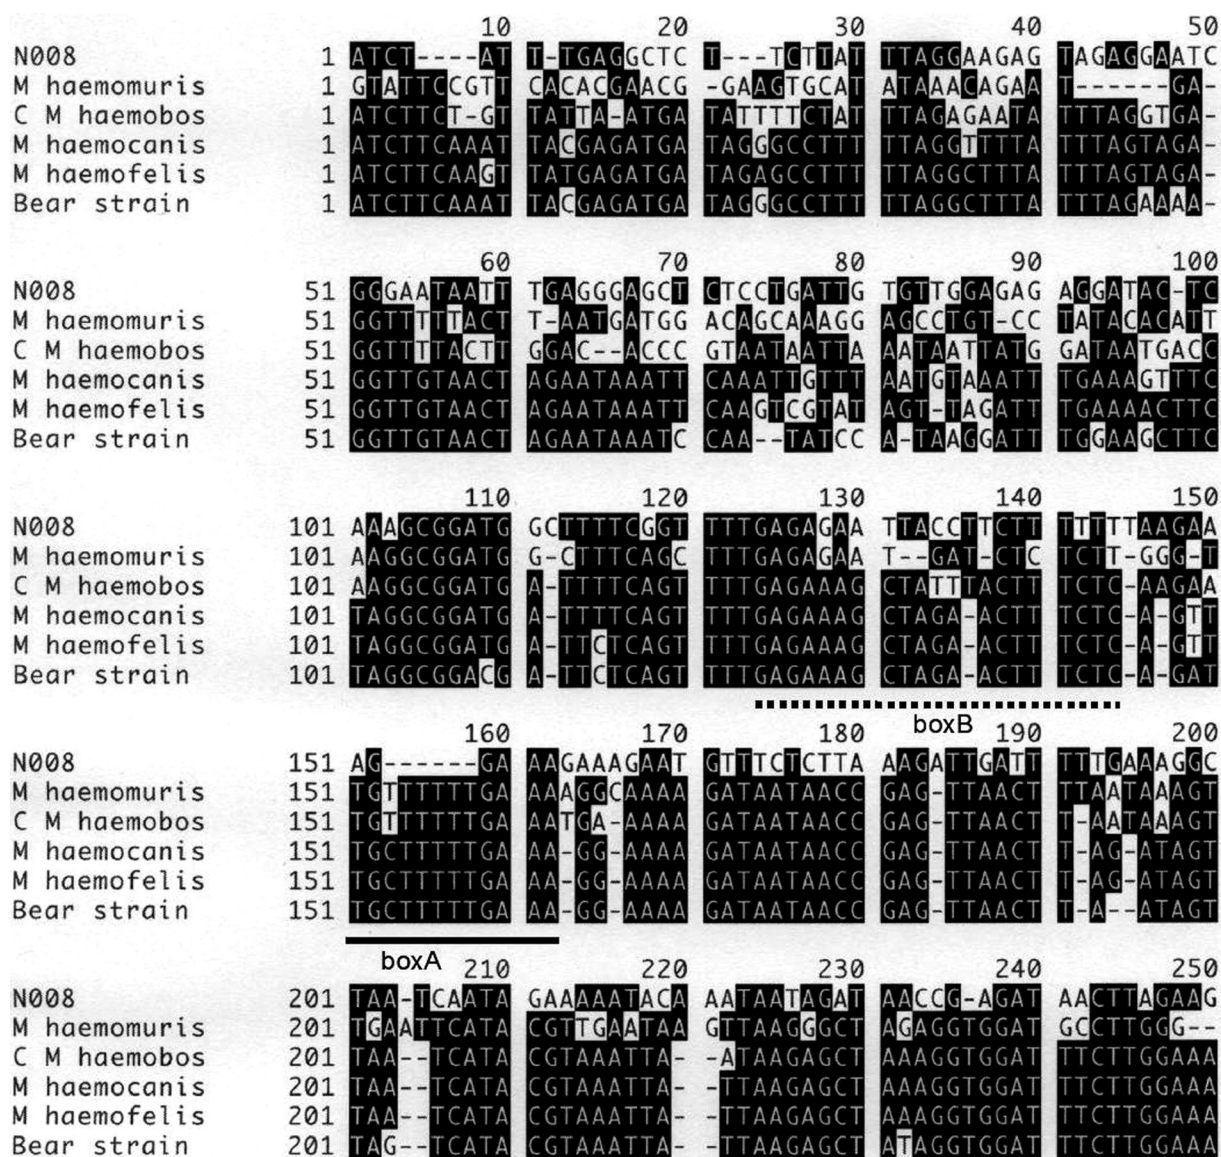 10 20 30 40 50
N008 1 ATCT----AT T-TGAGGCTC T---TCTTAT TTAGGAAGAG TAGAGGAATC
M haemomuris 1 GTATTCCGTT CACACGAACG -GAAGTGCAT ATAAACAGAA T------GA-
C M haemobos 1 ATCTTCT-GT TATTA-ATGA TATTTTCTAT TTAGAGAATA TTTAGGTGA-
M haemocanis 1 ATCTTCAAAT TACGAGATGA TAGGGCCTTT TTAGGTTTTA TTTAGTAGA-
M haemofelis 1 ATCTTCAAGT TATGAGATGA TAGAGCCTTT TTAGGCTTTA TTTAGTAGA-
Bear strain 1 ATCTTCAAAT TACGAGATGA TAGGGCCTTT TTAGGCTTTA TTTAGAAAA-
60 70 80 90 100
N008 51 GGGAATAATT TGAGGGAGCT CTCCTGATTG TGTTGGAGAG AGGATAC-TC
M haemomuris 51 GGTTTTTACT T-AATGATGG ACAGCAAAGG AGCCTGT-CC TATACACATT
C M haemobos 51 GGTTTTACTT GGAC--ACCC GTAATAATTA AATAATTATG GATAATGACC
M haemocanis 51 GGTTGTAACT AGAATAAATT CAAATTGTTT AATGTAAATT TGAAAGTTTC
M haemofelis 51 GGTTGTAACT AGAATAAATT CAAGTCGTAT AGT-TAGATT TGAAAACTTC
Bear strain 51 GGTTGTAACT AGAATAAATC CAA--TATCC A-TAAGGATT TGGAAGCTTC
110 120 130 140 150
N008 101 AAAGCGGATG GCTTTTCGGT TTTGAGAGAA TTACCTTCTT TTTTTAAGAA
M haemomuris 101 AAGGCGGATG G-CTTTCAGC TTTGAGAGAA T--GAT-CTC TCTT-GGG-T
C M haemobos 101 AAGGCGGATG A-TTTTCAGT TTTGAGAAAG CTATTTACTT TCTC-AAGAA
M haemocanis 101 TAGGCGGATG A-TTTTCAGT TTTGAGAAAG CTAGA-ACTT TCTC-A-GTT
M haemofelis 101 TAGGCGGATG A-TTCTCAGT TTTGAGAAAG CTAGA-ACTT TCTC-A-GTT
Bear strain 101 TAGGCGGACG A-TTCTCAGT TTTGAGAAAG CTAGA-ACTT TCTC-A-GAT
boxB
160 170 180 190 200
N008 151 AG------GA AAGAAAGAAT GTTTCTCTTA AAGATTGATT TTTGAAAGGC
M haemomuris 151 TGTTTTTTGA AAAGGCAAAA GATAATAACC GAG-TTAACT TTAATAAAGT
C M haemobos 151 TGTTTTTTGA AATGA-AAAA GATAATAACC GAG-TTAACT T-AATAAAGT
M haemocanis 151 TGCTTTTTGA AA-GG-AAAA GATAATAACC GAG-TTAACT T-AG-ATAGT
M haemofelis 151 TGCTTTTTGA AA-GG-AAAA GATAATAACC GAG-TTAACT T-AG-ATAGT
Bear strain 151 TGCTTTTTGA AA-GG-AAAA GATAATAACC GAG-TTAACT T-A--ATAGT
boxA
210 220 230 240 250
N008 201 TAA-TCAATA GAAAAATACA AATAATAGAT AACCG-AGAT AACTTAGAAG
M haemomuris 201 TGAATTCATA CGTTGAATAA GTTAAGGGCT AGAGGTGGAT GCCTTGGG--
C M haemobos 201 TAA--TCATA CGTAAATTA- -ATAAGAGCT AAAGGTGGAT TTCTTGGAAA
M haemocanis 201 TAA--TCATA CGTAAATTA- -TTAAGAGCT AAAGGTGGAT TTCTTGGAAA
M haemofelis 201 TAA--TCATA CGTAAATTA- -TTAAGAGCT AAAGGTGGAT TTCTTGGAAA
Bear strain 201 TAG--TCATA CGTAAATTA- -TTAAGAGCT ATAGGTGGAT TTCTTGGAAA